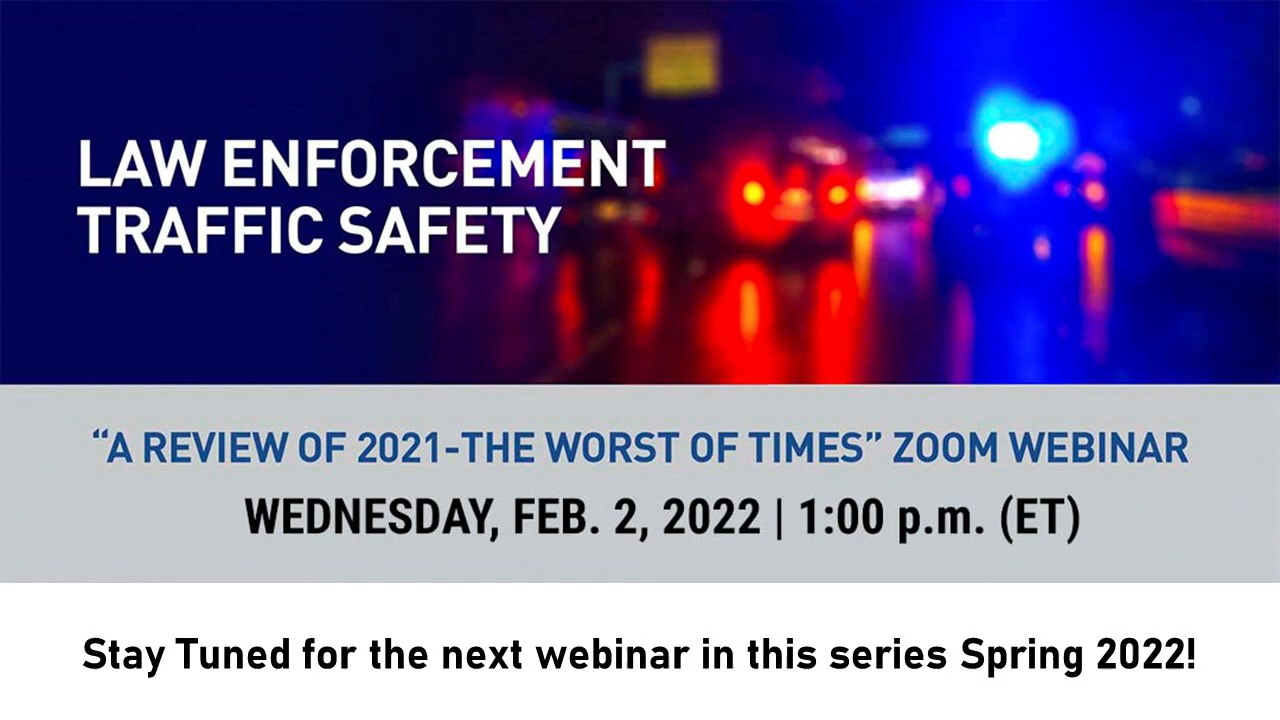 LAW ENFORCEMENT
TRAFFIC SAFETY
“A REVIEW OF 2021-THE WORST OF TIMES” ZOOM WEBINAR
WEDNESDAY, FEB. 2, 2022 | 1:00 p.m. (ET)
Stay Tuned for the next webinar in this series Spring 2022!